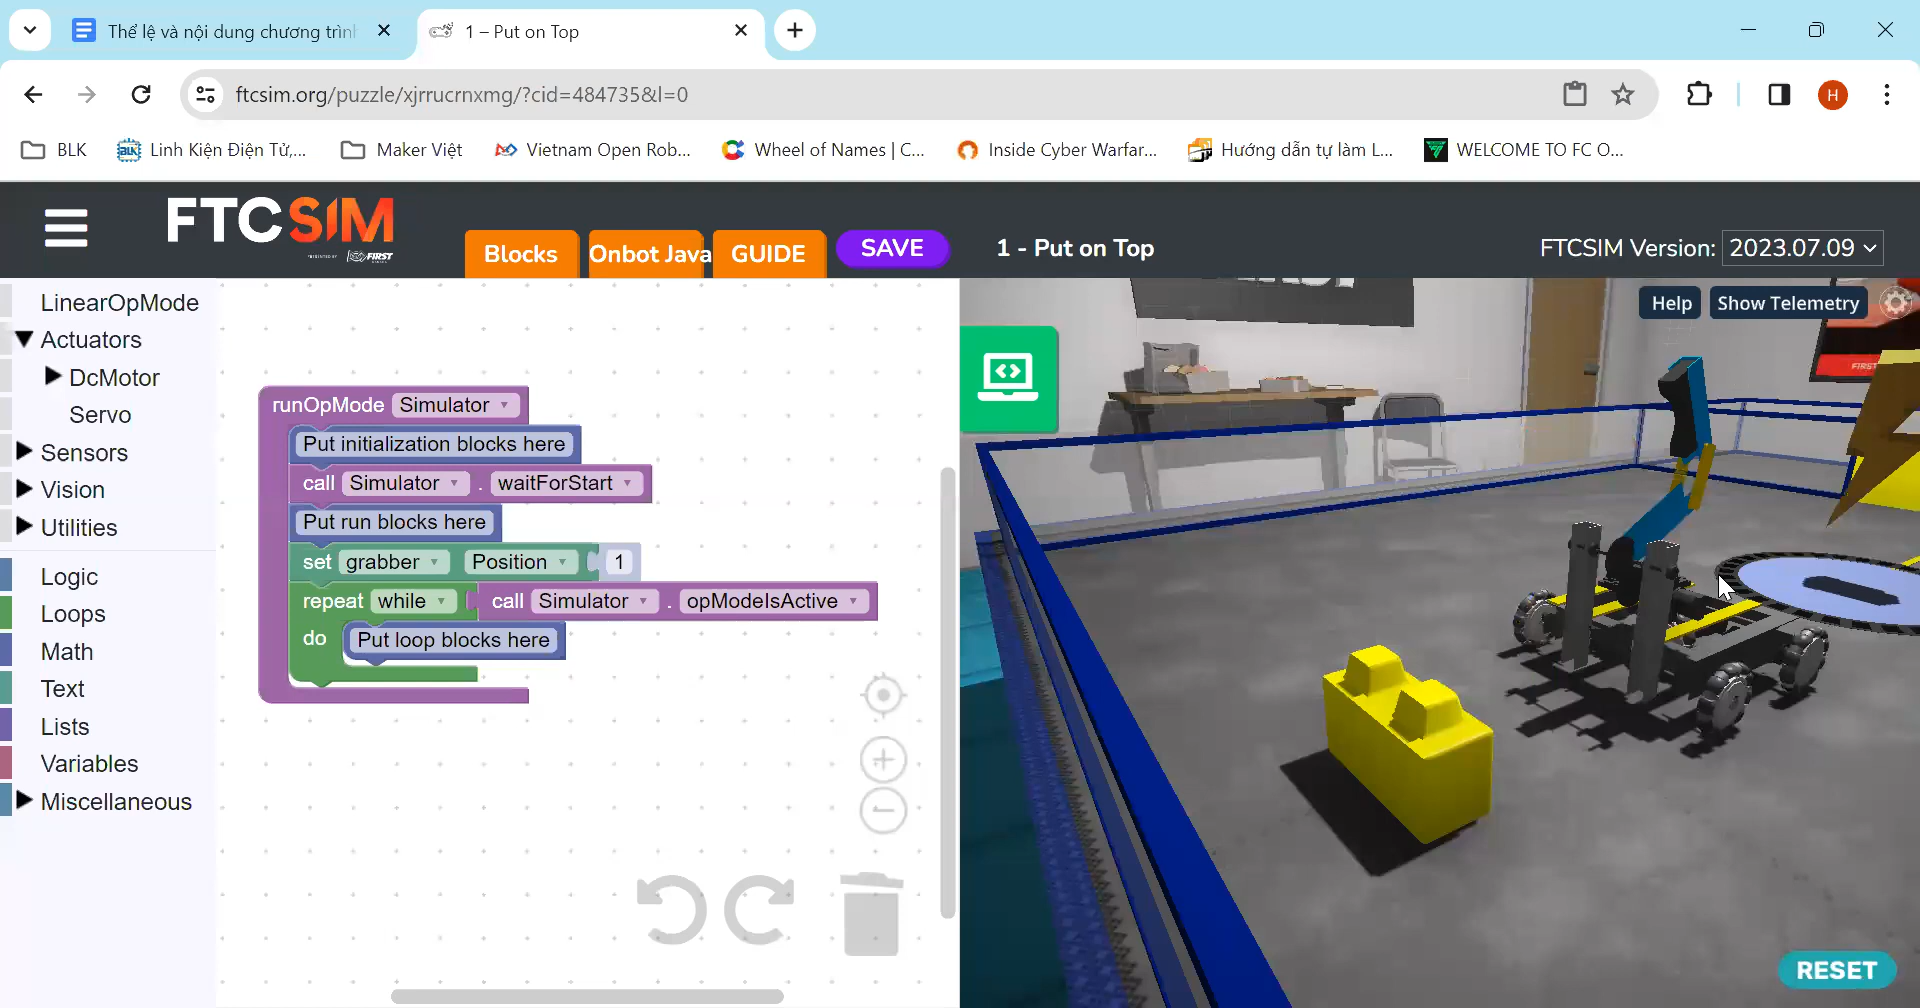 Thể lệ và nội dung chương trìn
1 – Put on Top
ftcsim.org/puzzle/xjrrucrnxmg/?cid=484735&l=0
H
BLK
Linh Kiện Điện Tử,...
Maker Việt
Vietnam Open Rob...
Wheel of Names | C...
Inside Cyber Warfar...
Hướng dẫn tự làm L...
WELCOME TO FC O...
FTCSIM
FIRST
Blocks
Onbot Java
GUIDE
SAVE
1 - Put on Top
FTCSIM Version: 2023.07.09
LinearOpMode
Actuators
DcMotor
Servo
Sensors
Vision
Utilities
Logic
Loops
Math
Text
Lists
Variables
Miscellaneous
runOpMode Simulator
Put initialization blocks here
call Simulator . waitForStart
Put run blocks here
set grabber Position 1
repeat while call Simulator . opModeIsActive
do Put loop blocks here
Help
Show Telemetry
FIRST
RESET